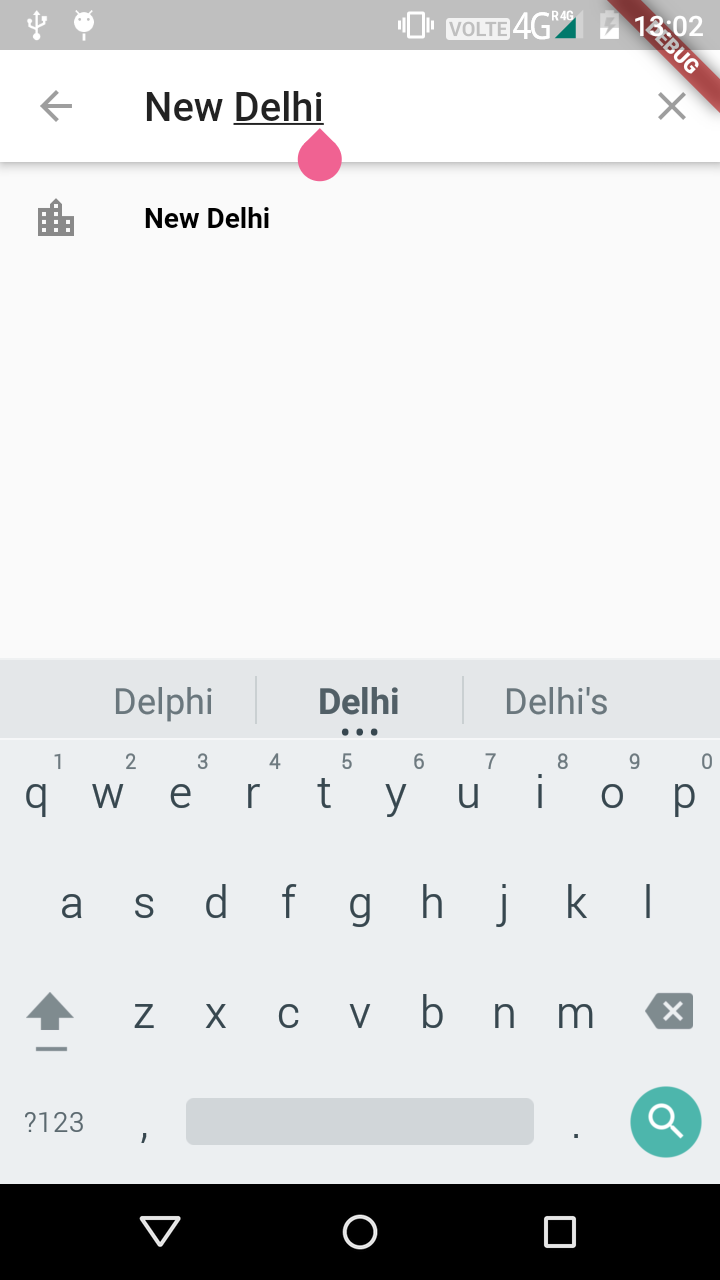 VOLTE 4G R4G 13:02
DEBUG
New Delhi
New Delhi
Delphi Delhi Delhi's
1 2 3 4 5 6 7 8 9 0
q w e r t y u i o p
a s d f g h j k l
z x c v b n m
?123 , .